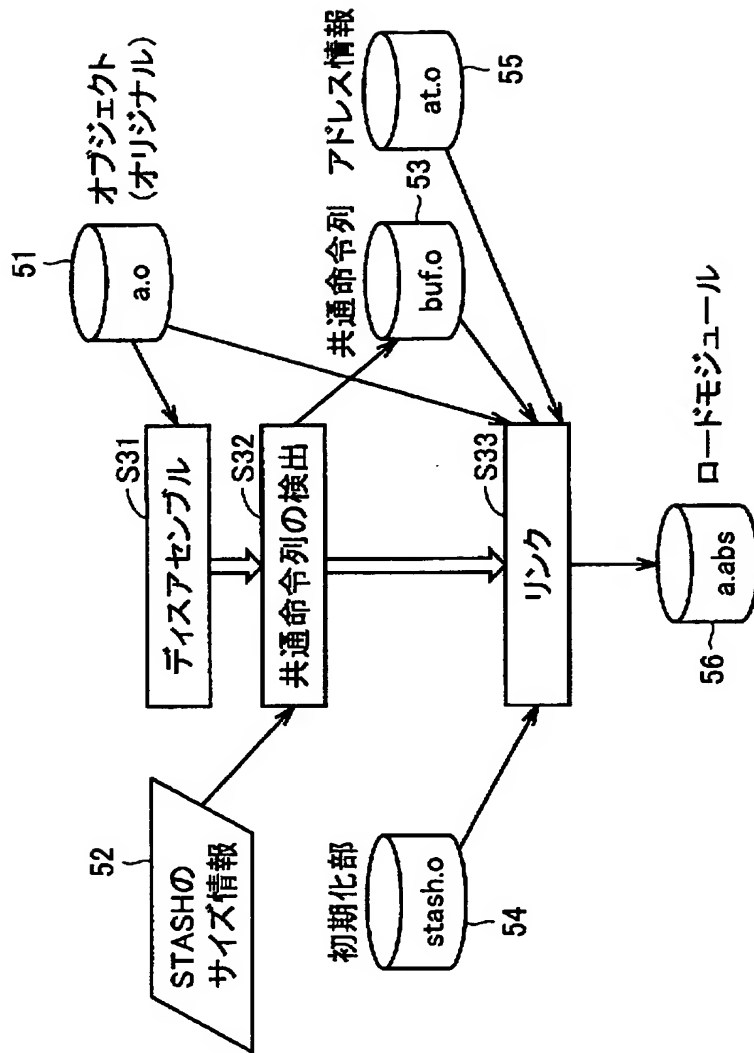 51
オブジェクト
(オリジナル)
a.o
S31
ディスアセンブル
52
STASHの
サイズ情報
S32
共通命令列の検出
共通命令列
53
buf.o
アドレス情報
at.o
55
初期化部
stash.o
54
S33
リンク
ロードモジュール
a.abs
56